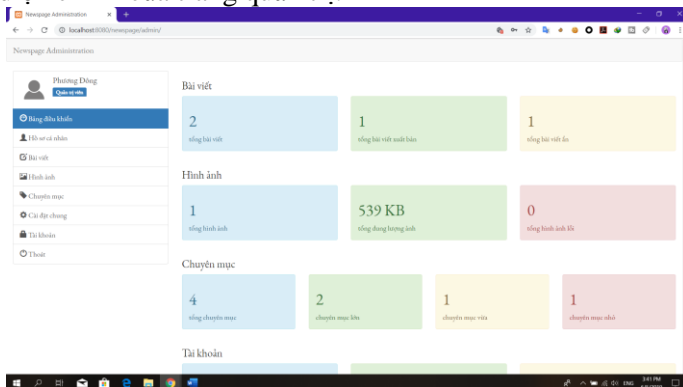 Newspage Administration
localhost:8080/newspage/admin/
Newspage Administration
Phương Đông
Quản trị viên
Bảng điều khiển
Hồ sơ cá nhân
Bài viết
Hình ảnh
Chuyên mục
Cài đặt chung
Tài khoản
Thoát
Bài viết
2
tổng bài viết
1
tổng bài viết xuất bản
1
tổng bài viết ẩn
Hình ảnh
1
tổng hình ảnh
539 KB
tổng dung lượng ảnh
0
tổng hình ảnh lỗi
Chuyên mục
4
tổng chuyên mục
2
chuyên mục lớn
1
chuyên mục vừa
1
chuyên mục nhỏ
Tài khoản
ENG
3:41 PM